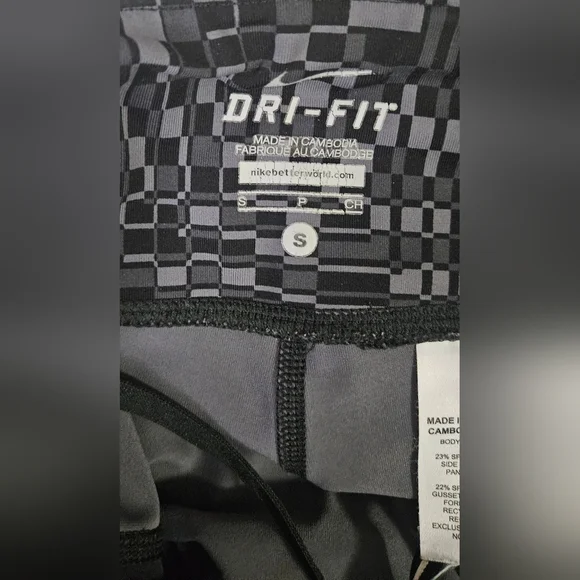 DRI-FIT
MADE IN CAMBODIA
FABRIQUE AU CAMBODGE
nikebetterworld.com
S P CH
S
MADE I
CAMBO
BODY
23% SP
SIDE
PAN
22% SP
GUSSET
FOR
REC
RE
EXCLUS
NO